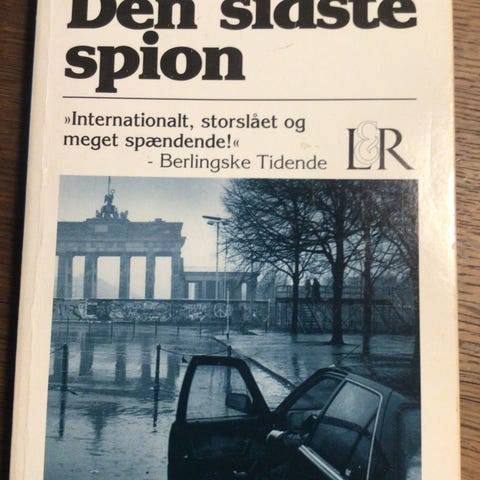 Den sidste
spion
»Internationalt, storslået og
meget spændende!«
- Berlingske Tidende
L&R